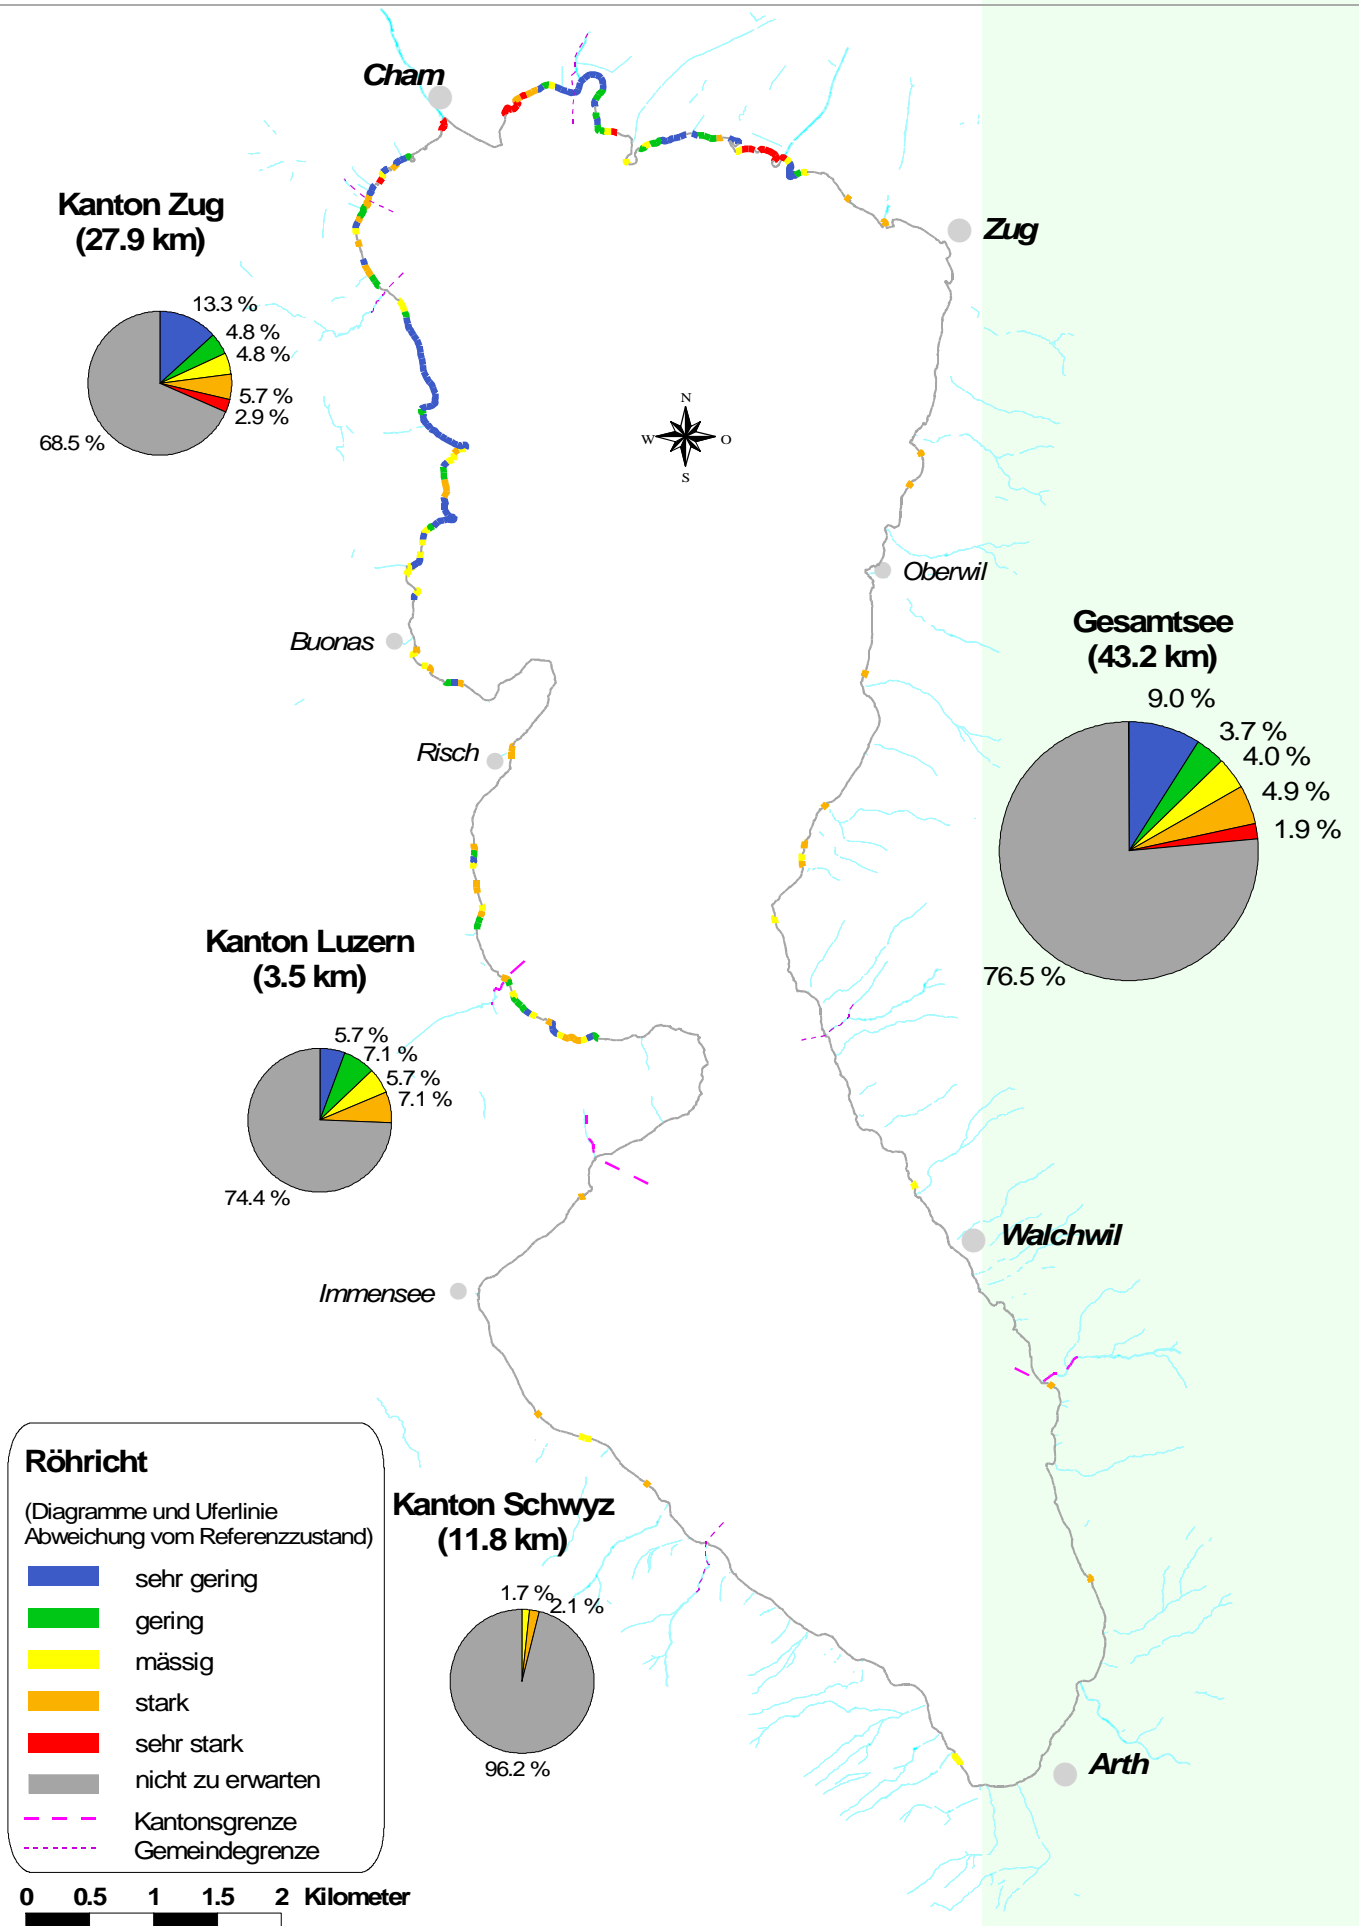 Cham
Kanton Zug
(27.9 km)
Zug
13.3 %
4.8 %
4.8 %
5.7 %
2.9 %
68.5 %
N
W
O
S
Oberwil
Buonas
Gesamtsee
(43.2 km)
9.0 %
3.7 %
4.0 %
4.9 %
1.9 %
76.5 %
Risch
Kanton Luzern
(3.5 km)
5.7 %
7.1 %
5.7 %
7.1 %
74.4 %
Walchwil
Immensee
Kanton Schwyz
(11.8 km)
1.7 %
2.1 %
96.2 %
Arth
Röhricht
(Diagramme und Uferlinie
Abweichung vom Referenzzustand)
sehr gering
gering
mässig
stark
sehr stark
nicht zu erwarten
Kantonsgrenze
Gemeindegrenze
0 0.5 1 1.5 2 Kilometer